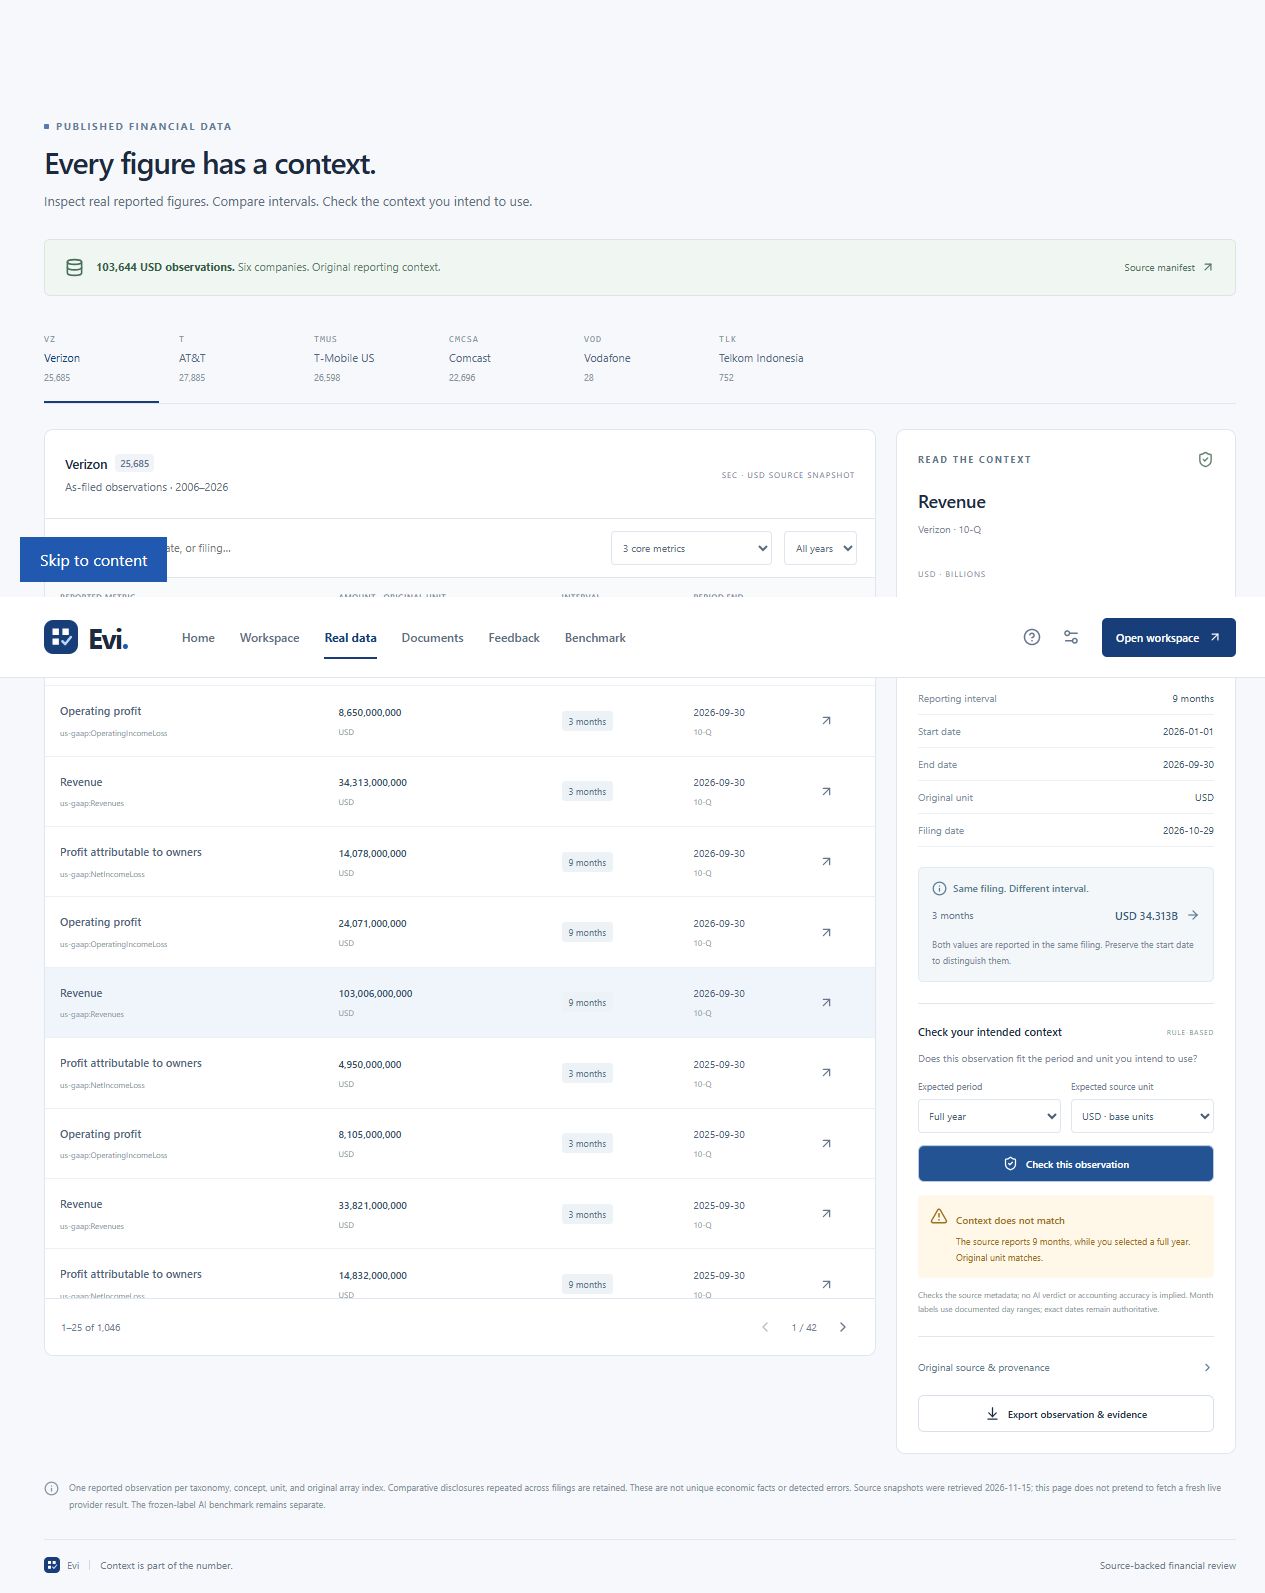 PUBLISHED FINANCIAL DATA
Every figure has a context.
Inspect real reported figures. Compare intervals. Check the context you intend to use.
103,644 USD observations. Six companies. Original reporting context.
Source manifest
VZ
Verizon
25,685
T
AT&T
27,885
TMUS
T-Mobile US
26,598
CMCSA
Comcast
22,696
VOD
Vodafone
28
TLK
Telkom Indonesia
752
Verizon 25,685
As-filed observations · 2006–2026
SEC · USD SOURCE SNAPSHOT
Skip to content
ate, or filing...
3 core metrics
All years
REPORTED METRIC AMOUNT · ORIGINAL UNIT INTERVAL PERIOD END
Evi.
Home Workspace Real data Documents Feedback Benchmark
Open workspace
Operating profit 8,650,000,000 3 months 2026-09-30
us-gaap:OperatingIncomeLoss USD 10-Q
Revenue 34,313,000,000 3 months 2026-09-30
us-gaap:Revenues USD 10-Q
Profit attributable to owners 14,078,000,000 9 months 2026-09-30
us-gaap:NetIncomeLoss USD 10-Q
Operating profit 24,071,000,000 9 months 2026-09-30
us-gaap:OperatingIncomeLoss USD 10-Q
Revenue 103,006,000,000 9 months 2026-09-30
us-gaap:Revenues USD 10-Q
Profit attributable to owners 4,950,000,000 3 months 2025-09-30
us-gaap:NetIncomeLoss USD 10-Q
Operating profit 8,105,000,000 3 months 2025-09-30
us-gaap:OperatingIncomeLoss USD 10-Q
Revenue 33,821,000,000 3 months 2025-09-30
us-gaap:Revenues USD 10-Q
Profit attributable to owners 14,832,000,000 9 months 2025-09-30
us-gaap:NetIncomeLoss USD 10-Q
1–25 of 1,046
1 / 42
READ THE CONTEXT
Revenue
Verizon · 10-Q
USD · BILLIONS
Reporting interval 9 months
Start date 2026-01-01
End date 2026-09-30
Original unit USD
Filing date 2026-10-29
Same filing. Different interval.
3 months USD 34.313B
Both values are reported in the same filing. Preserve the start date
to distinguish them.
Check your intended context RULE-BASED
Does this observation fit the period and unit you intend to use?
Expected period Expected source unit
Full year USD · base units
Check this observation
Context does not match
The source reports 9 months, while you selected a full year.
Original unit matches.
Checks the source metadata; no AI verdict or accounting accuracy is implied. Month
labels use documented day ranges; exact dates remain authoritative.
Original source & provenance
Export observation & evidence
One reported observation per taxonomy, concept, unit, and original array index. Comparative disclosures repeated across filings are retained. These are not unique economic facts or detected errors. Source snapshots were retrieved 2026-11-15; this page does not pretend to fetch a fresh live
provider result. The frozen-label AI benchmark remains separate.
Evi Context is part of the number.
Source-backed financial review